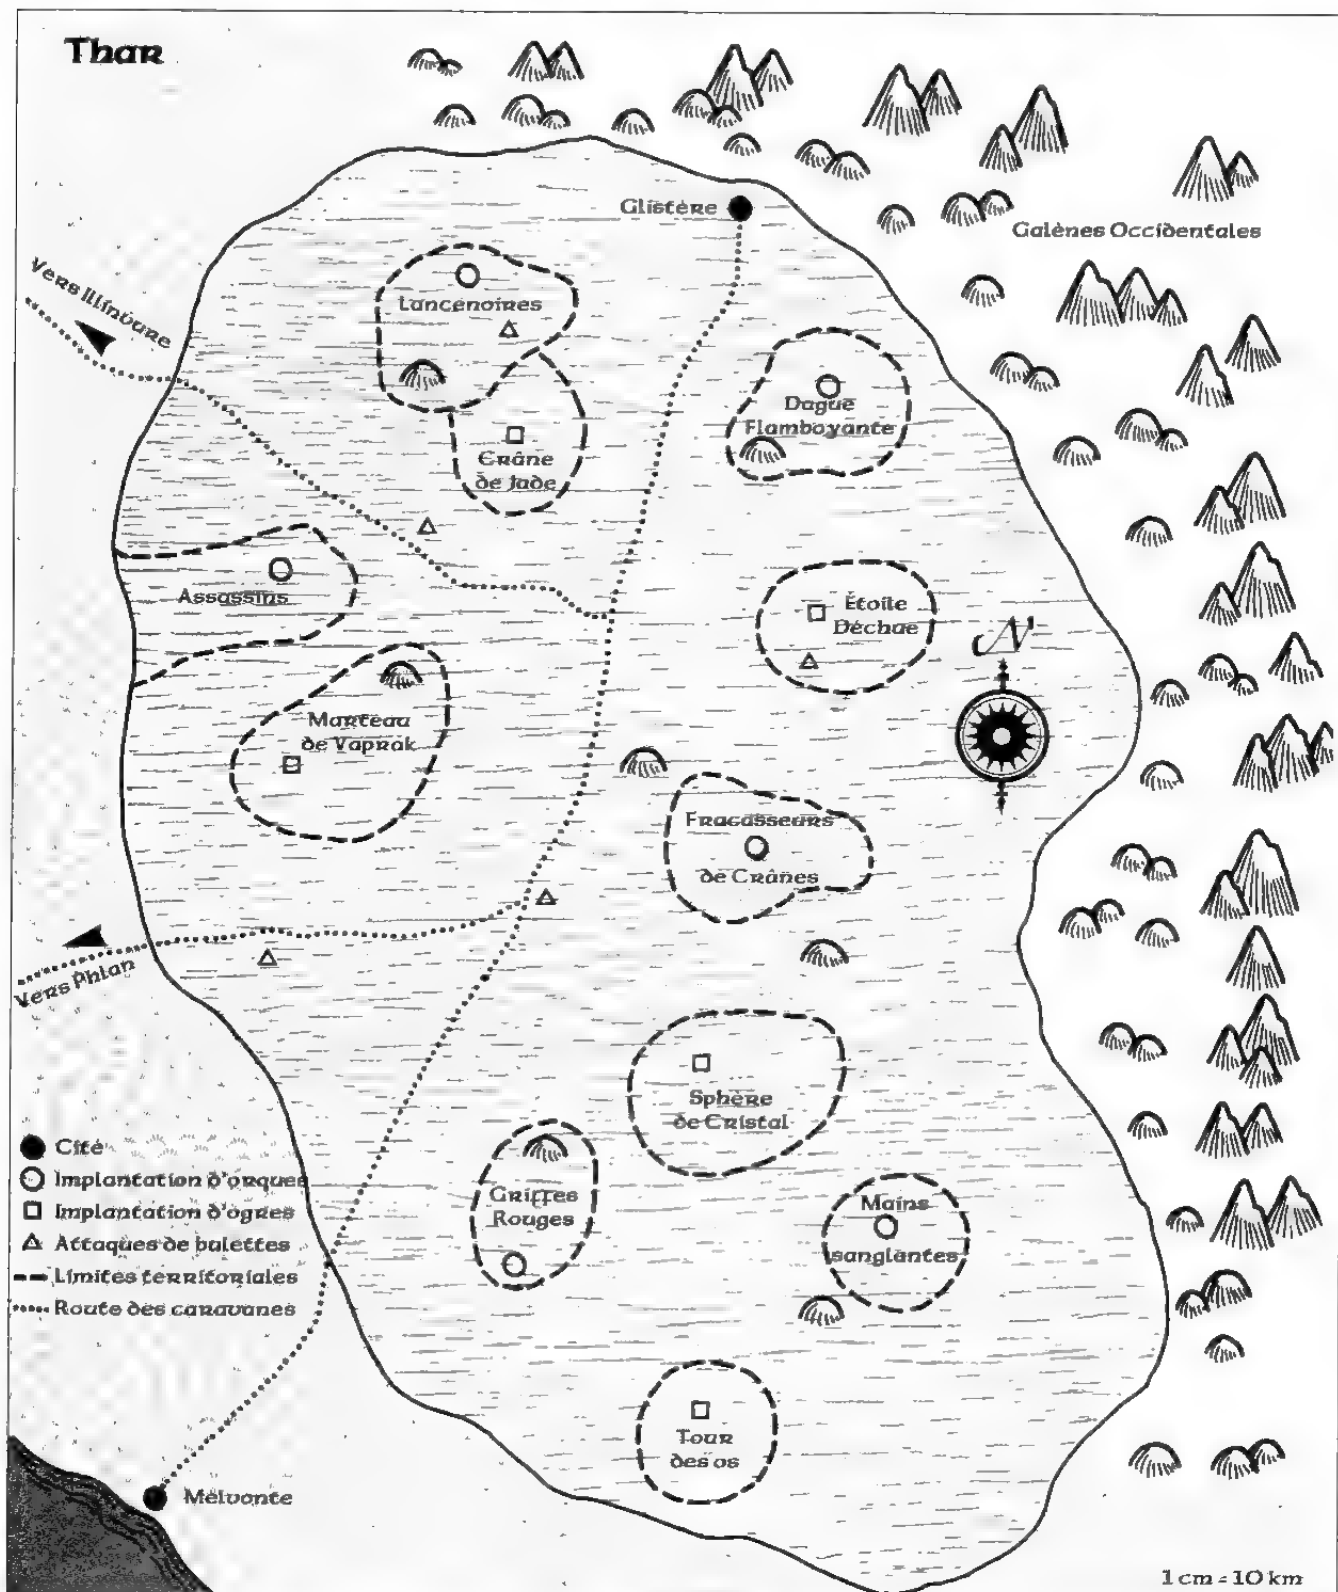 Thar
Glistère
Galènes Occidentales
Vers Illinvure
Lancenoires
Dague
Flamboyante
Crâne
de Jade
Assassins
Étoile
Déchue
N
Marteau
de Vaprak
Fracasseurs
de Crânes
Vers Phlan
Sphère
de Cristal
Griffes
Rouges
Mains
sanglantes
Cité
Implantation d'orques
Implantation d'ogres
Attaques de bulettes
Limites territoriales
Route des caravanes
Tour
des os
Melvonte
1 cm = 10 km